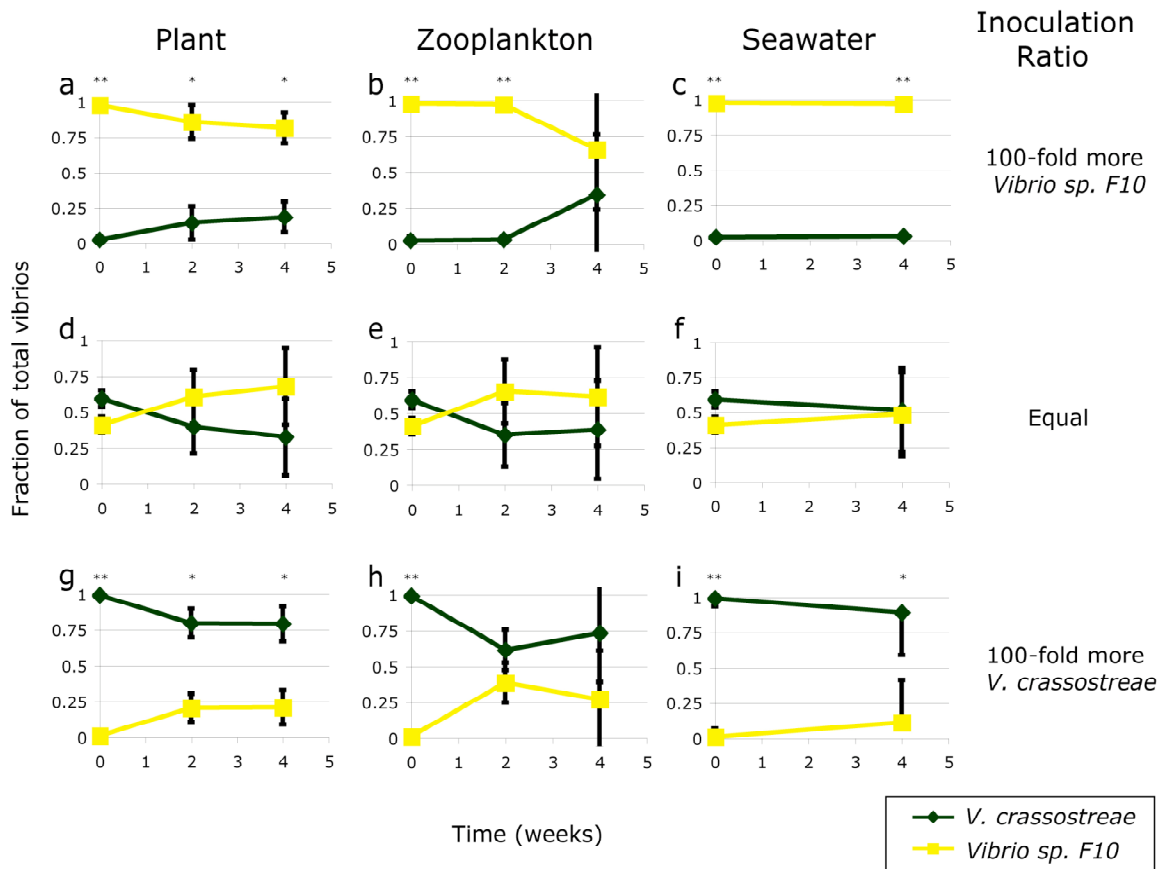 Plant
Zooplankton
Seawater
Inoculation
Ratio
a
** * *
b
** **
c
** **
1
0.75
0.5
0.25
0
0 1 2 3 4 5
1
0.75
0.5
0.25
0
0 1 2 3 4 5
1
0.75
0.5
0.25
0
0 1 2 3 4 5
100-fold more
Vibrio sp. F10
Fraction of total vibrios
d
e
f
1
0.75
0.5
0.25
0
0 1 2 3 4 5
1
0.75
0.5
0.25
0
0 1 2 3 4 5
1
0.75
0.5
0.25
0
0 1 2 3 4 5
Equal
g
** * *
h
**
i
** *
1
0.75
0.5
0.25
0
0 1 2 3 4 5
1
0.75
0.5
0.25
0
0 1 2 3 4 5
1
0.75
0.5
0.25
0
0 1 2 3 4 5
100-fold more
V. crassostreae
Time (weeks)
V. crassostreae
Vibrio sp. F10